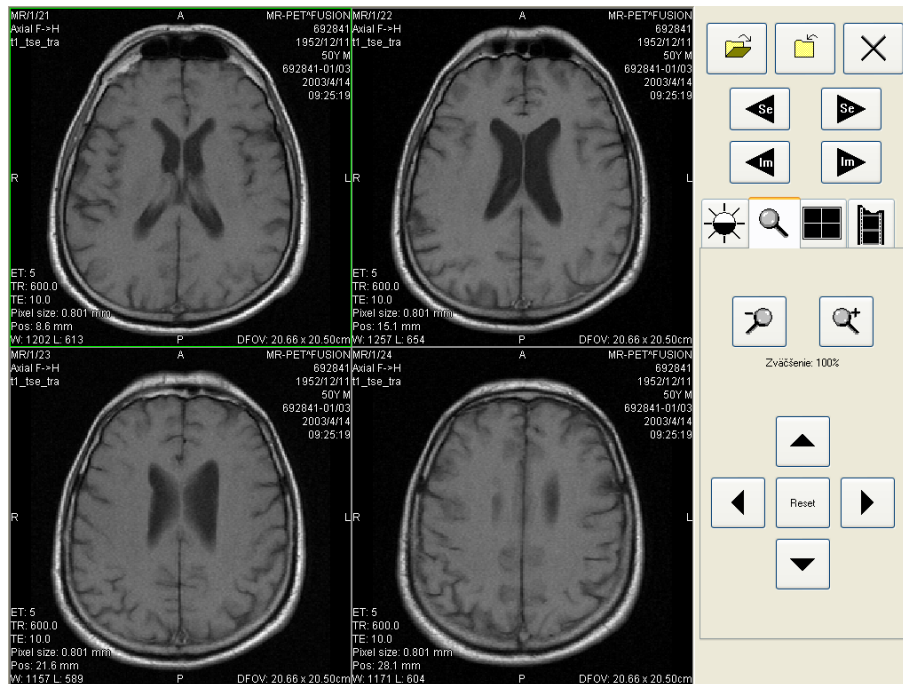 MR/1/21
Axial F->H
t1_tse_tra
A
MR-PET^FUSION
692841
1952/12/11
50Y M
692841-01/03
2003/4/14
09:25:19
R
L
ET: 5
TR: 600.0
TE: 10.0
Pixel size: 0.801 mm
Pos: 8.6 mm
W: 1202 L: 613
P
DFOV: 20.66 x 20.50cm
MR/1/22
Axial F->H
t1_tse_tra
A
MR-PET^FUSION
692841
1952/12/11
50Y M
692841-01/03
2003/4/14
09:25:19
R
L
ET: 5
TR: 600.0
TE: 10.0
Pixel size: 0.801 mm
Pos: 15.1 mm
W: 1257 L: 654
P
DFOV: 20.66 x 20.50cm
MR/1/23
Axial F->H
t1_tse_tra
A
MR-PET^FUSION
692841
1952/12/11
50Y M
692841-01/03
2003/4/14
09:25:19
R
L
ET: 5
TR: 600.0
TE: 10.0
Pixel size: 0.801 mm
Pos: 21.6 mm
W: 1157 L: 589
P
DFOV: 20.66 x 20.50cm
MR/1/24
Axial F->H
t1_tse_tra
A
MR-PET^FUSION
692841
1952/12/11
50Y M
692841-01/03
2003/4/14
09:25:19
R
L
ET: 5
TR: 600.0
TE: 10.0
Pixel size: 0.801 mm
Pos: 28.1 mm
W: 1171 L: 604
P
DFOV: 20.66 x 20.50cm
Se
Se
Im
Im
Zväčšenie: 100%
Reset